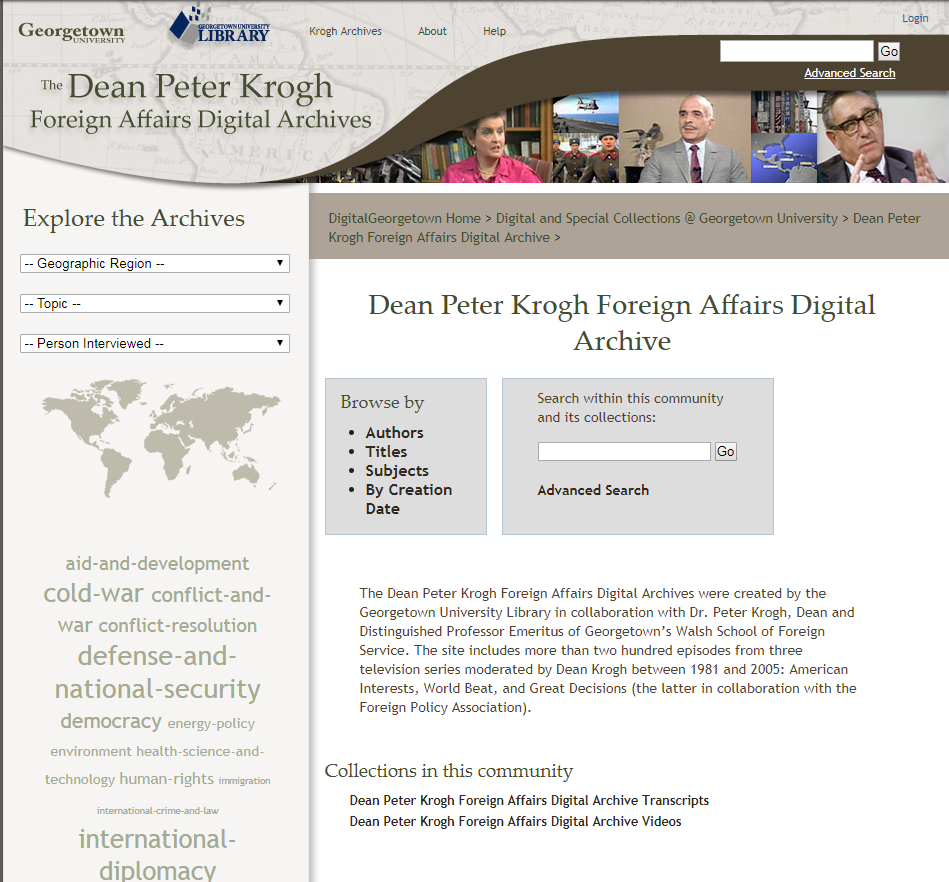 Georgetown
UNIVERSITY
GEORGETOWN UNIVERSITY
LIBRARY
Krogh Archives
About
Help
Login
Go
Advanced Search
The Dean Peter Krogh
Foreign Affairs Digital Archives
Explore the Archives
-- Geographic Region --
-- Topic --
-- Person Interviewed --
aid-and-development
cold-war conflict-and-
war conflict-resolution
defense-and-
national-security
democracy energy-policy
environment health-science-and-
technology human-rights immigration
international-crime-and-law
international-
diplomacy
DigitalGeorgetown Home > Digital and Special Collections @ Georgetown University > Dean Peter
Krogh Foreign Affairs Digital Archive >
Dean Peter Krogh Foreign Affairs Digital
Archive
Browse by
Authors
Titles
Subjects
By Creation
Date
Search within this community
and its collections:
Go
Advanced Search
The Dean Peter Krogh Foreign Affairs Digital Archives were created by the
Georgetown University Library in collaboration with Dr. Peter Krogh, Dean and
Distinguished Professor Emeritus of Georgetown’s Walsh School of Foreign
Service. The site includes more than two hundred episodes from three
television series moderated by Dean Krogh between 1981 and 2005: American
Interests, World Beat, and Great Decisions (the latter in collaboration with the
Foreign Policy Association).
Collections in this community
Dean Peter Krogh Foreign Affairs Digital Archive Transcripts
Dean Peter Krogh Foreign Affairs Digital Archive Videos